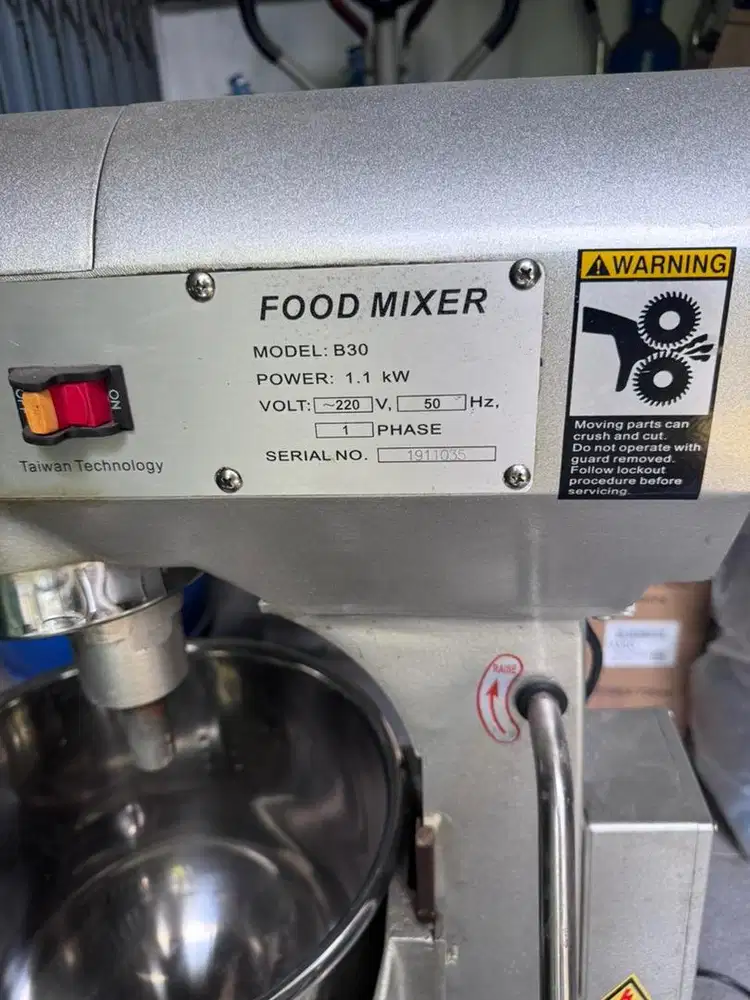 FOOD MIXER
MODEL: B30
POWER: 1.1 kW
VOLT: ~220 V, 50 Hz,
1 PHASE
SERIAL NO. 1911035
ON
Taiwan Technology
WARNING
Moving parts can
crush and cut.
Do not operate with
guard removed.
Follow lockout
procedure before
servicing.
RAISE